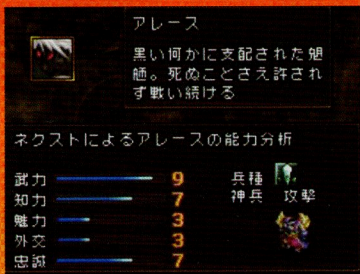 アレース
黒い何かに支配された魍
魎。死ぬことさえ許され
ず戦い続ける
ネクストによるアレースの能力分析
武力 9
知力 7
魅力 3
外交 3
忠誠 7
兵種
神兵 攻撃